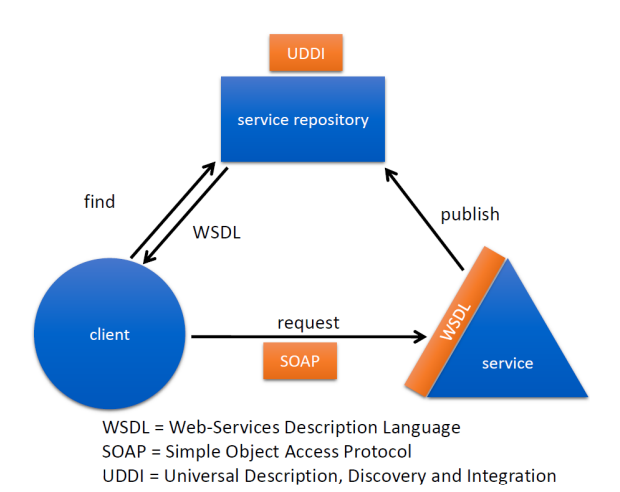 UDDI
service repository
find
publish
WSDL
WSDL
request
client
SOAP
service
WSDL = Web-Services Description Language
SOAP = Simple Object Access Protocol
UDDI = Universal Description, Discovery and Integration